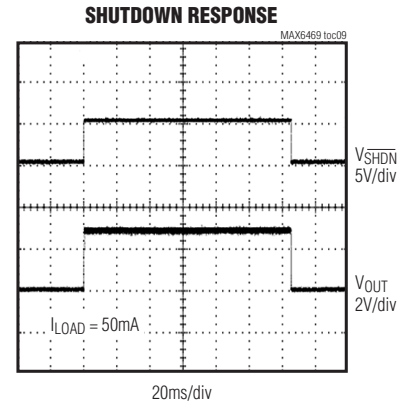 SHUTDOWN RESPONSE
MAX6469 toc09
VSHDN
5V/div
VOUT
2V/div
ILOAD = 50mA
20ms/div